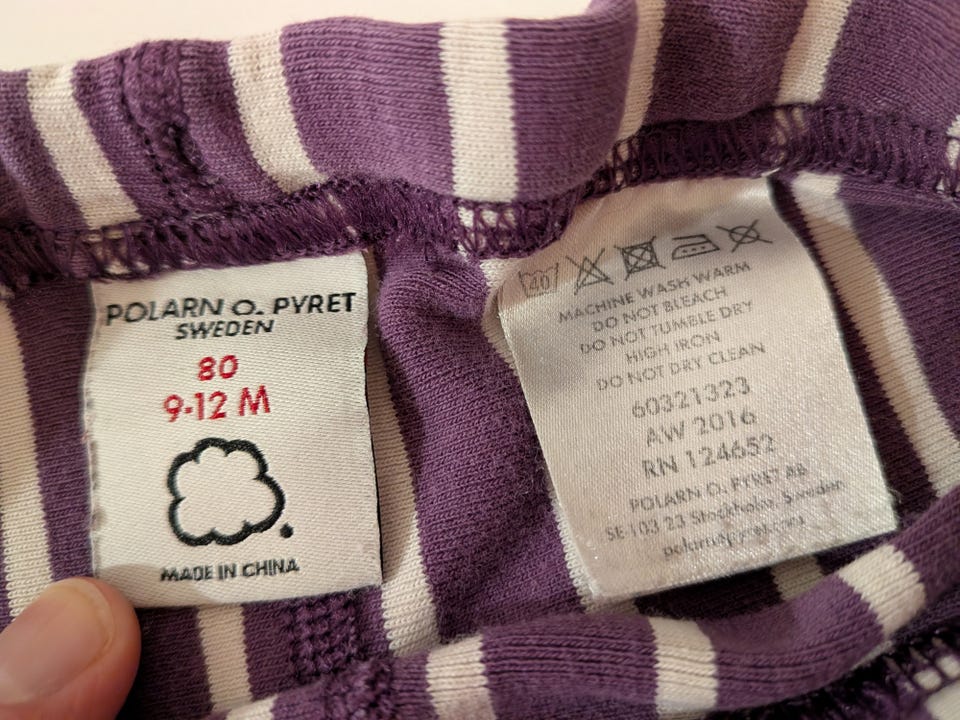 POLARN O. PYRET
SWEDEN
80
9-12 M
MADE IN CHINA
40
MACHINE WASH WARM
DO NOT BLEACH
DO NOT TUMBLE DRY
HIGH IRON
DO NOT DRY CLEAN
60321323
AW 2016
RN 124652
POLARN O. PYRET AB
SE 103 23 Stockholm, Sweden
polarnopyret.com